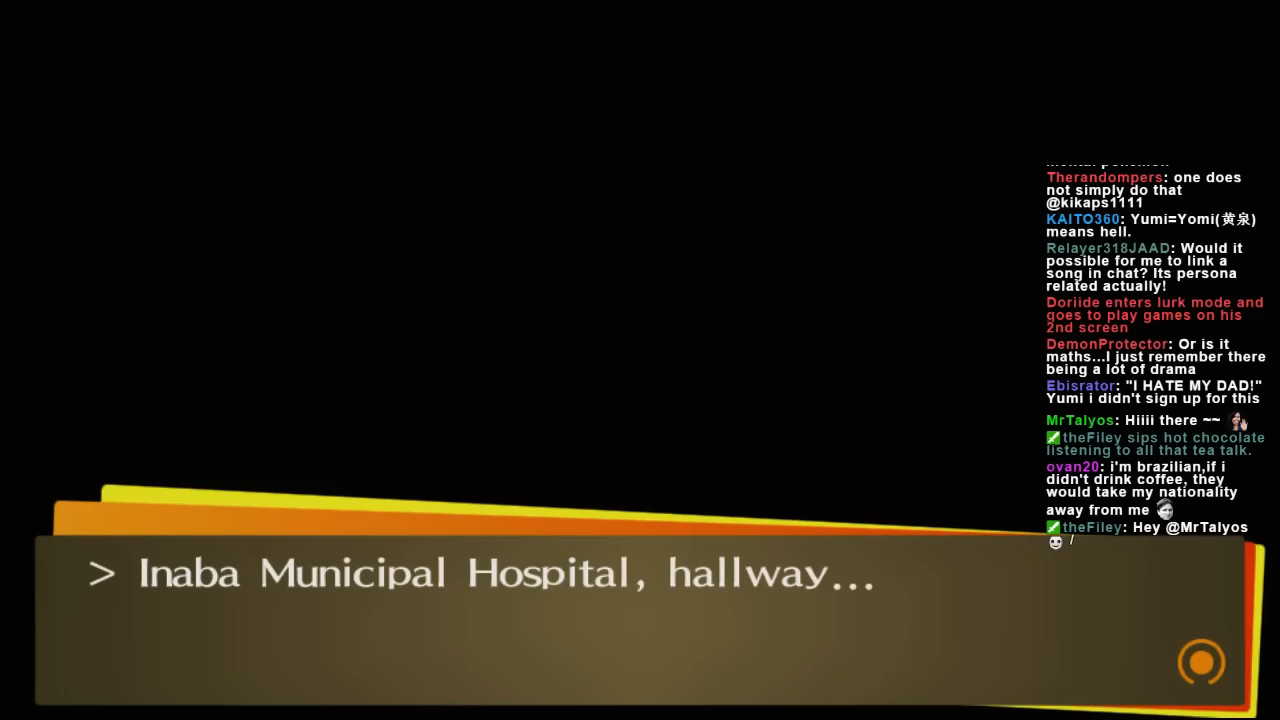 Therandompers: one does
not simply do that
@kikaps1111
KAITO360: Yumi=Yomi(黄泉)
means hell.
Relayer318JAAD: Would it
possible for me to link a
song in chat? Its persona
related actually!
Doriide enters lurk mode and
goes to play games on his
2nd screen
DemonProtector: Or is it
maths...I just remember there
being a lot of drama
Ebisrator: "I HATE MY DAD!"
Yumi i didn't sign up for this
MrTalyos: Hiiii there ~~
theFiley sips hot chocolate
listening to all that tea talk.
ovan20: i'm brazilian,if i
didn't drink coffee, they
would take my nationality
away from me
theFiley: Hey @MrTalyos
/
> Inaba Municipal Hospital, hallway...